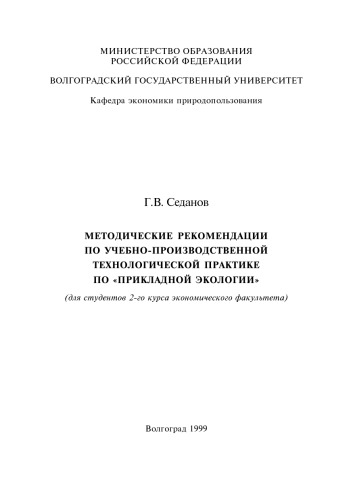 МИНИСТЕРСТВО ОБРАЗОВАНИЯ
РОССИЙСКОЙ ФЕДЕРАЦИИ
ВОЛГОГРАДСКИЙ ГОСУДАРСТВЕННЫЙ УНИВЕРСИТЕТ
Кафедра экономики природопользования
Г.В. Седанов
МЕТОДИЧЕСКИЕ РЕКОМЕНДАЦИИ
ПО УЧЕБНО-ПРОИЗВОДСТВЕННОЙ
ТЕХНОЛОГИЧЕСКОЙ ПРАКТИКЕ
ПО «ПРИКЛАДНОЙ ЭКОЛОГИИ»
(для студентов 2-го курса экономического факультета)
Волгоград 1999